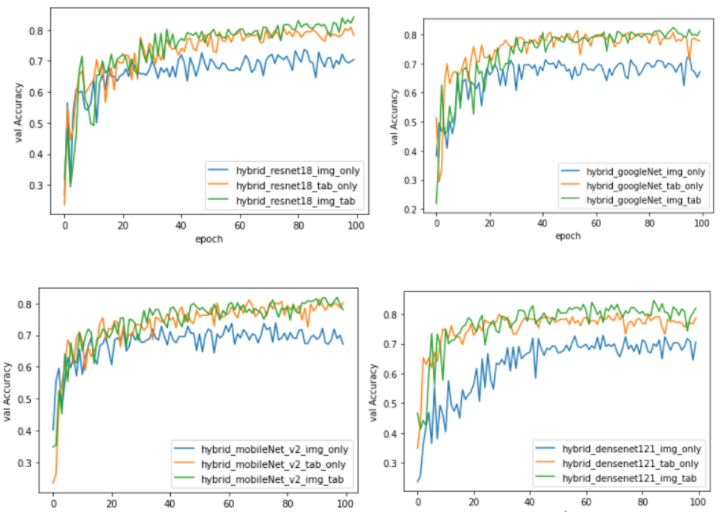 0.8
0.7
0.6
0.5
0.4
0.3
val Accuracy
hybrid_resnet18_img_only
hybrid_resnet18_tab_only
hybrid_resnet18_img_tab
0 20 40 60 80 100
epoch
0.8
0.7
0.6
0.5
0.4
0.3
0.2
val Accuracy
hybrid_googleNet_img_only
hybrid_googleNet_tab_only
hybrid_googleNet_img_tab
0 20 40 60 80 100
epoch
0.8
0.7
0.6
0.5
0.4
0.3
val Accuracy
hybrid_mobileNet_v2_img_only
hybrid_mobileNet_v2_tab_only
hybrid_mobileNet_v2_img_tab
0 20 40 60 80 100
0.8
0.7
0.6
0.5
0.4
0.3
val Accuracy
hybrid_densenet121_img_only
hybrid_densenet121_tab_only
hybrid_densenet121_img_tab
0 20 40 60 80 100